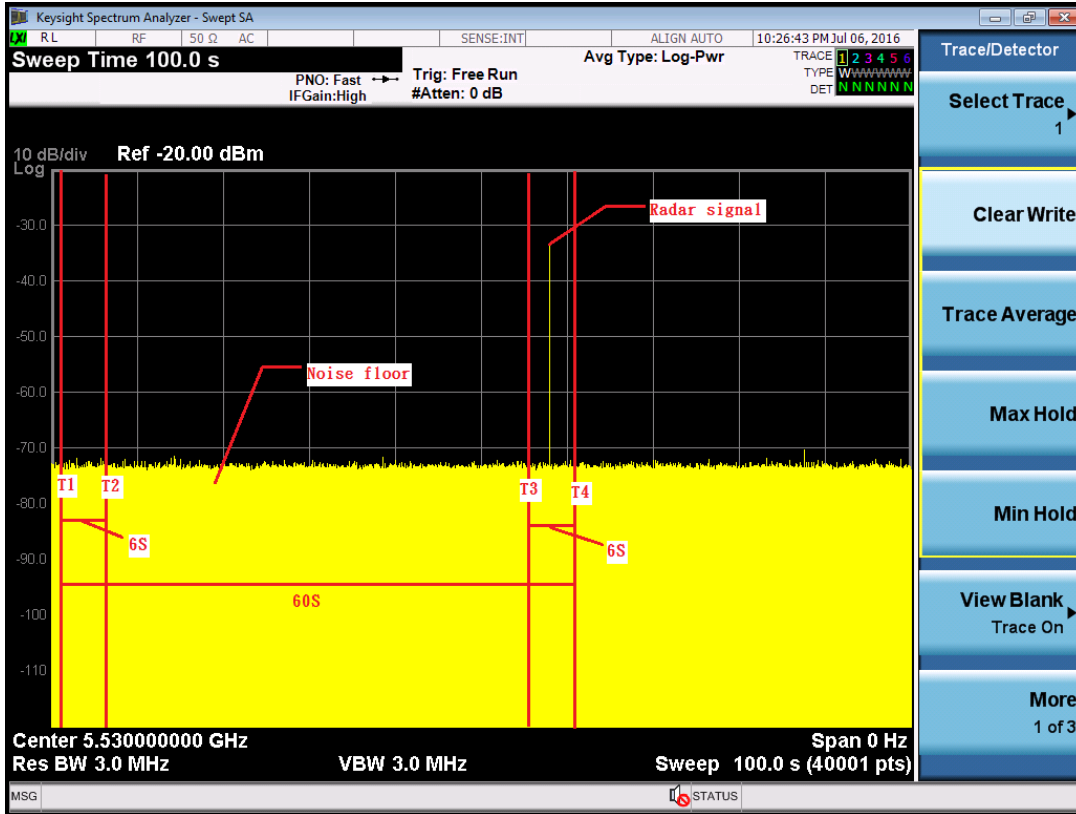 Keysight Spectrum Analyzer - Swept SA
LXI RL RF 50 Ω AC SENSE:INT ALIGN AUTO 10:26:43 PM Jul 06, 2016
Sweep Time 100.0 s
PNO: Fast
IFGain:High
Trig: Free Run
#Atten: 0 dB
Avg Type: Log-Pwr
TRACE 1 2 3 4 5 6
TYPE W W W W W W
DET N N N N N N
10 dB/div Ref -20.00 dBm
Log
-30.0
-40.0
-50.0
-60.0
-70.0
-80.0
-90.0
-100
-110
Radar signal
Noise floor
T1 T2 T3 T4
6S 6S
60S
Center 5.530000000 GHz Span 0 Hz
Res BW 3.0 MHz VBW 3.0 MHz Sweep 100.0 s (40001 pts)
MSG STATUS
Trace/Detector
Select Trace
1
Clear Write
Trace Average
Max Hold
Min Hold
View Blank
Trace On
More
1 of 3